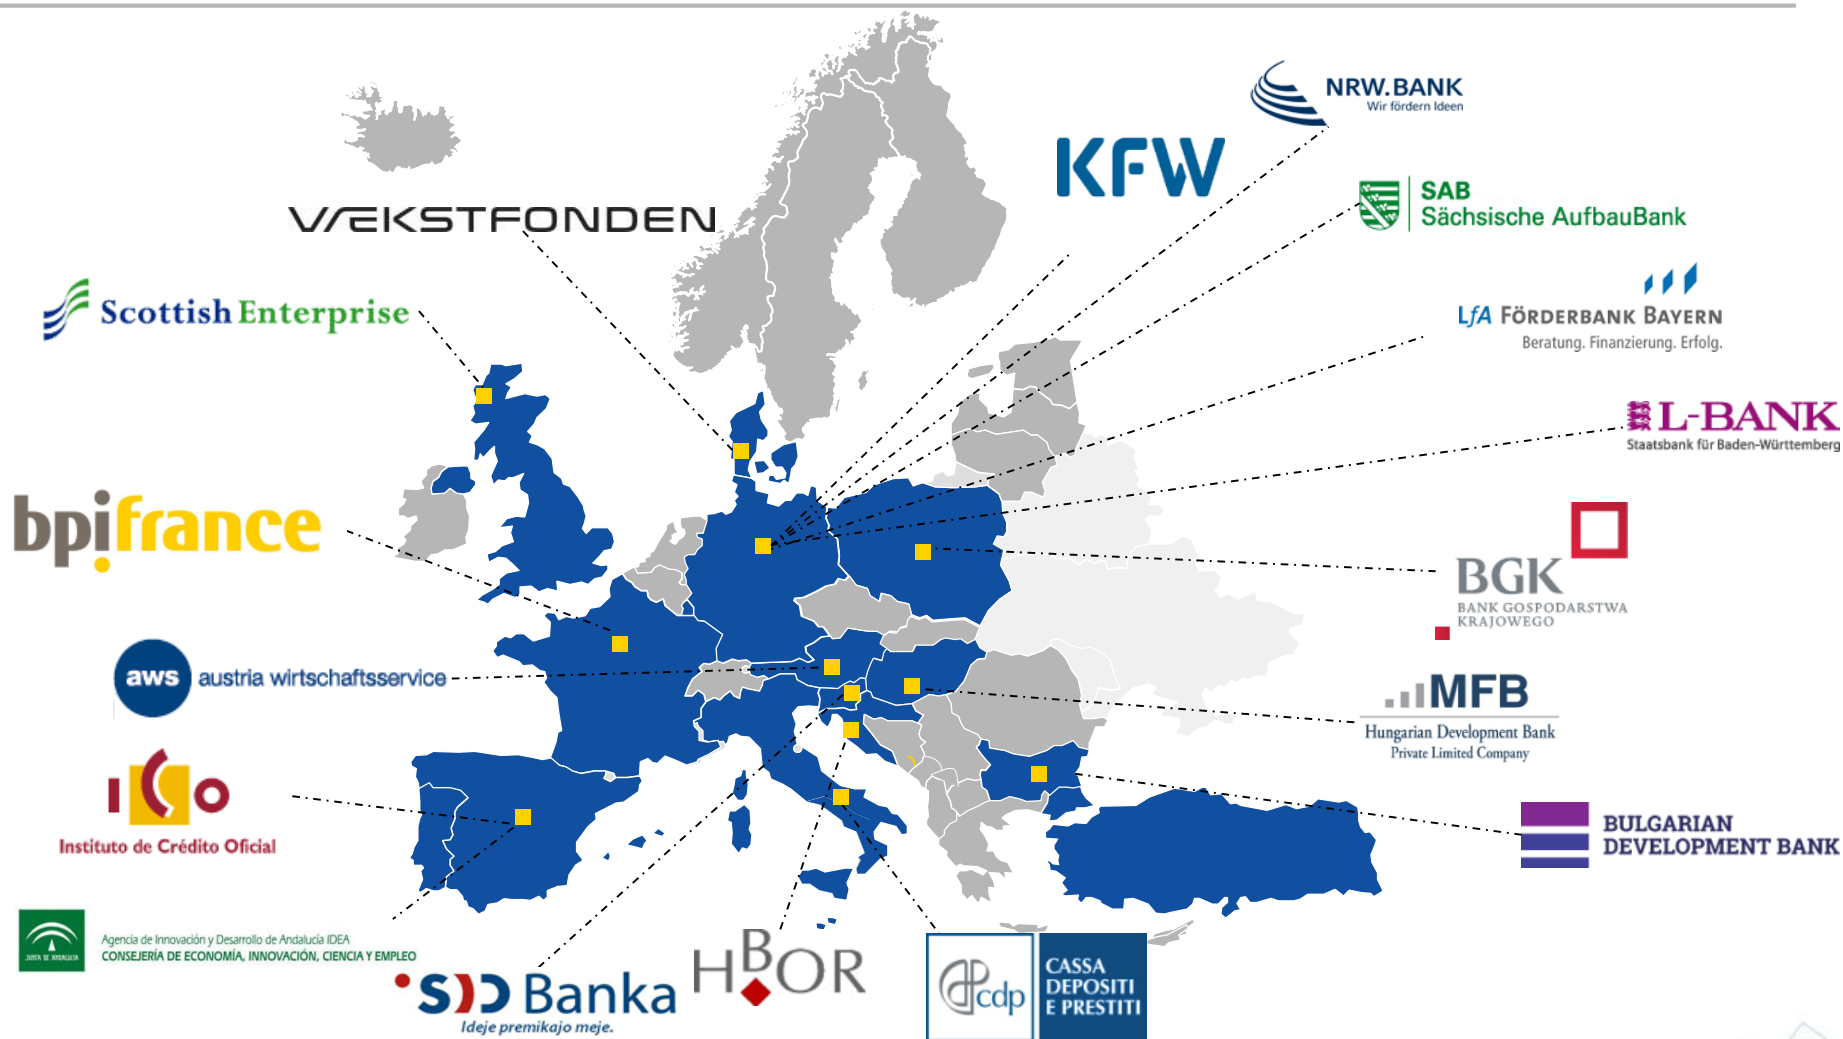 NRW.BANK
Wir fördern Ideen
KFW
SAB
Sächsische AufbauBank
VÆKSTFONDEN
Scottish Enterprise
LfA FÖRDERBANK BAYERN
Beratung. Finanzierung. Erfolg.
L-BANK
Staatsbank für Baden-Württemberg
bpifrance
BGK
BANK GOSPODARSTWA
KRAJOWEGO
aws austria wirtschaftsservice
MFB
Hungarian Development Bank
Private Limited Company
ICO
Instituto de Crédito Oficial
BULGARIAN
DEVELOPMENT BANK
JUNTA DE ANDALUCIA
Agencia de Innovación y Desarrollo de Andalucía IDEA
CONSEJERÍA DE ECONOMÍA, INNOVACIÓN, CIENCIA Y EMPLEO
SID Banka
Ideje premikajo meje.
HBOR
cdp
CASSA
DEPOSITI
E PRESTITI